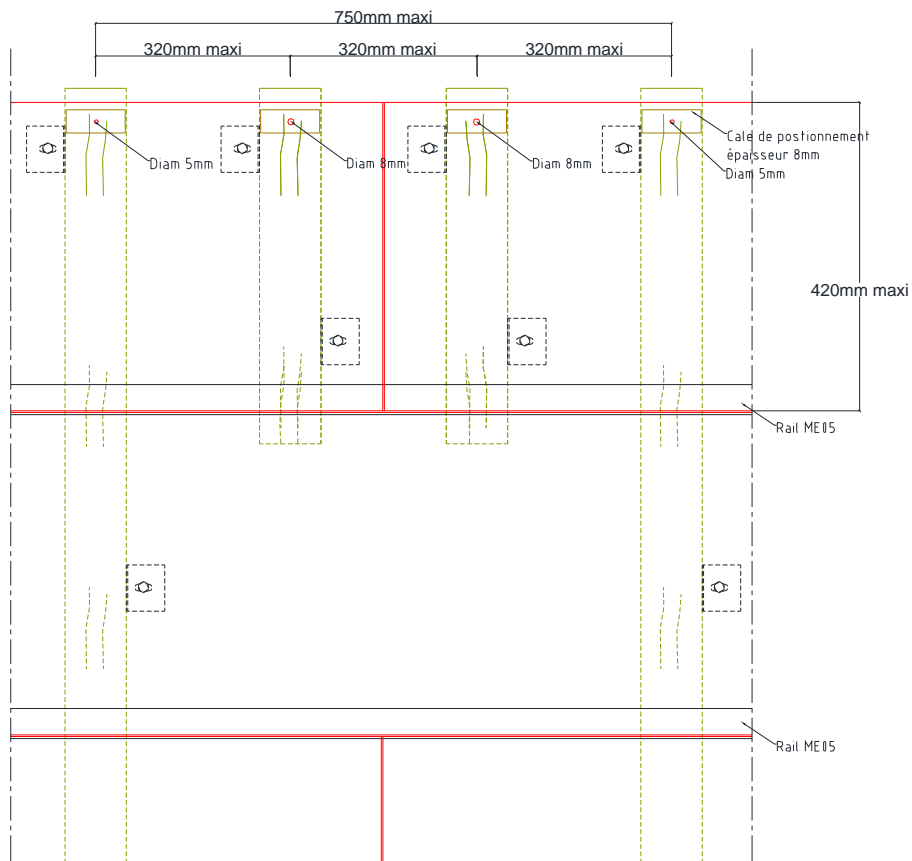 750mm maxi
320mm maxi
320mm maxi
320mm maxi
Cale de postionnement
épaisseur 8mm
Diam 5mm
Diam 8mm
Diam 8mm
Diam 5mm
420mm maxi
Rail ME05
Rail ME05